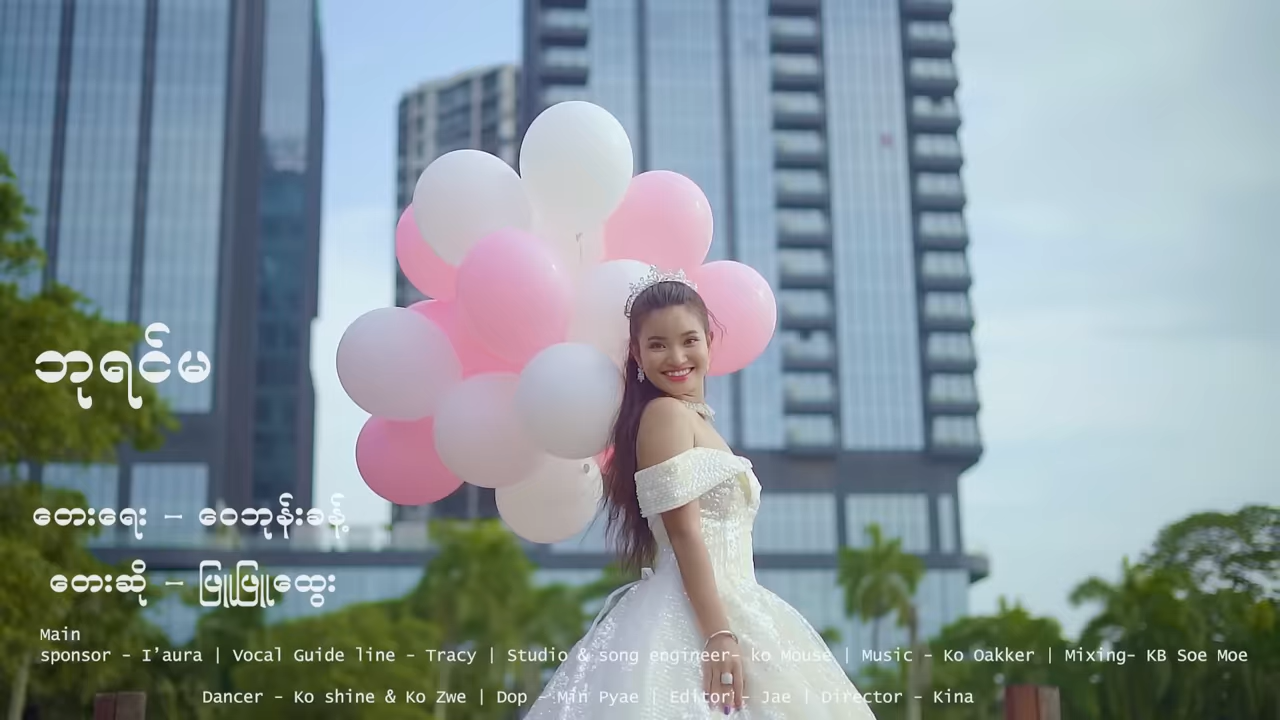 ဘုရင်မ
တေးရေး – ဝေဘုန်းခန့်
တေးဆို – ဖြူဖြူထွေး
Main
sponsor - I'aura | Vocal Guide line - Tracy | Studio & song engineer- ko Mouse | Music - Ko Oakker | Mixing- KB Soe Moe
Dancer - Ko shine & Ko Zwe | Dop - Min Pyae | Editor - Jae | Director - Kina